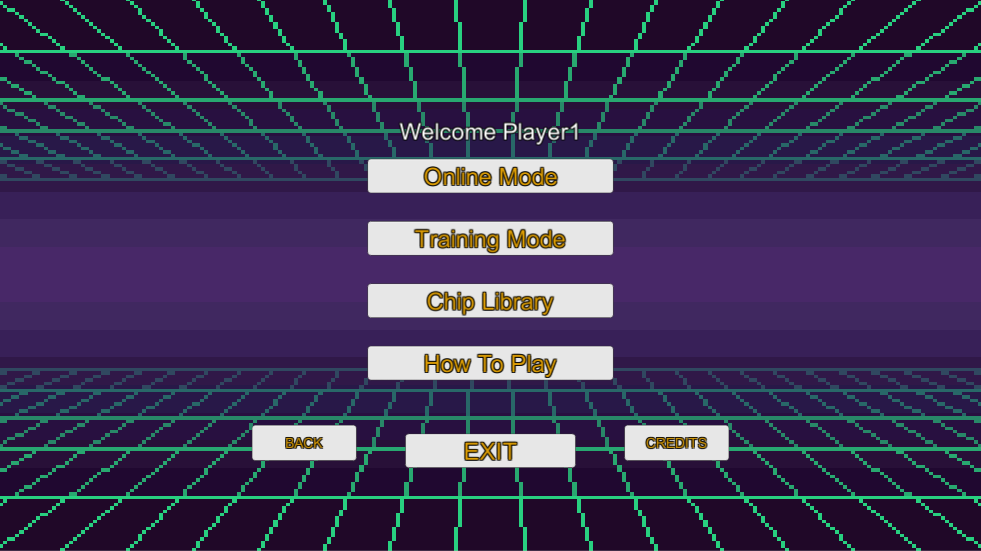 Welcome Player1
Online Mode
Training Mode
Chip Library
How To Play
BACK
EXIT
CREDITS